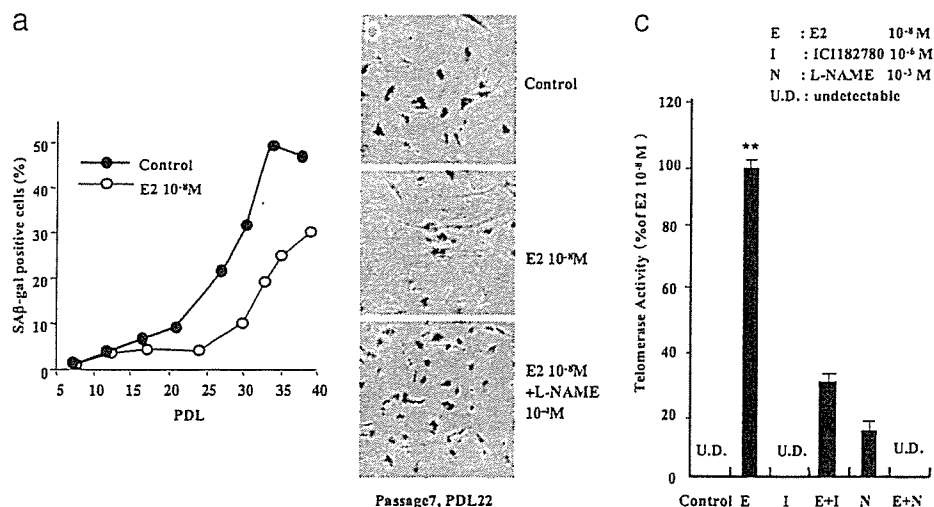 a
SAβ-gal positive cells (%)
50
40
30
20
10
0
Control
E2 10⁻⁸M
5 10 15 20 25 30 35 40
PDL
Control
E2 10⁻⁸M
E2 10⁻⁸M
+L-NAME
10⁻³M
Passage7, PDL22
c
E : E2 10⁻⁸ M
I : ICI182780 10⁻⁶ M
N : L-NAME 10⁻³ M
U.D. : undetectable
Telomerase Activity (%of E2 10⁻⁸M)
120
100
80
60
40
20
0
**
U.D.
U.D.
U.D.
Control E I E+I N E+N